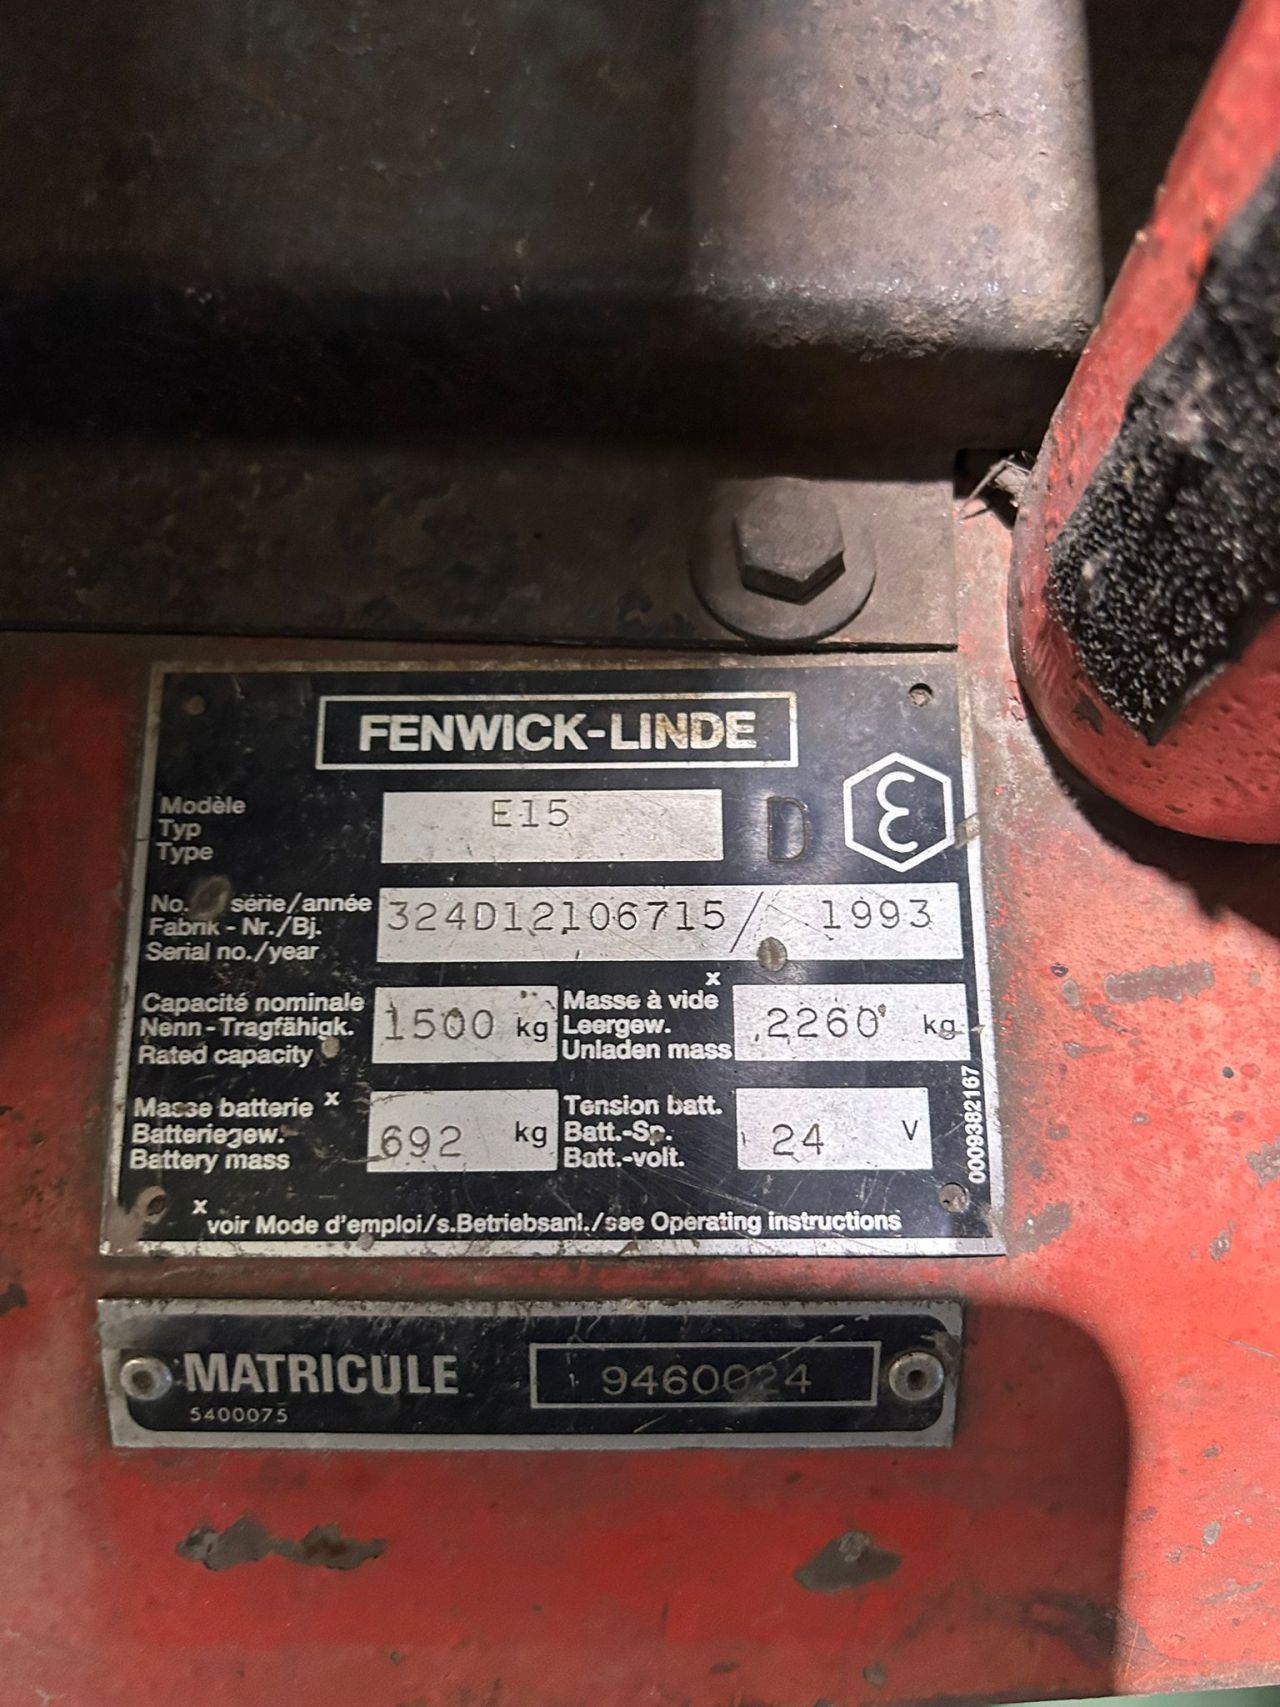 FENWICK-LINDE
Modèle
Typ
Type
E15
D
ε
No. série/année
Fabrik - Nr./Bj.
Serial no./year
324D12106715/ 1993
Capacité nominale
Nenn-Tragfähigk.
Rated capacity
1500 kg
x
Masse à vide
Leergew.
Unladen mass
2260 kg
Masse batterie x
Batteriegew.
Battery mass
692 kg
Tension batt.
Batt.-Sp.
Batt.-volt.
24 V
0009382167
x
voir Mode d'emploi/s.Betriebsanl./see Operating instructions
MATRICULE
9460024
5400075